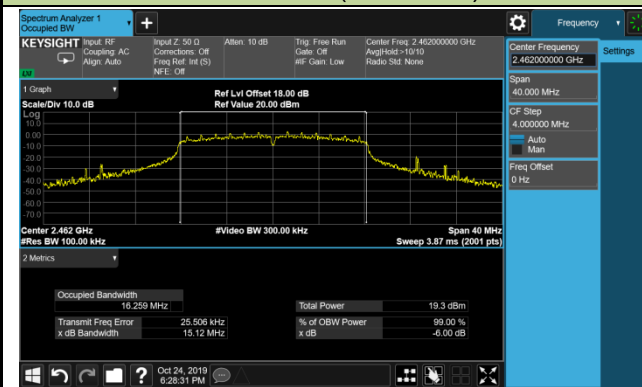 Spectrum Analyzer 1
Occupied BW
+
Frequency
KEYSIGHT
Input: RF
Coupling: AC
Align: Auto
Input Z: 50 Ω
Corrections: Off
Freq Ref: Int (S)
NFE: Off
Atten: 10 dB
Trig: Free Run
Gate: Off
#IF Gain: Low
Center Freq: 2.462000000 GHz
Avg|Hold:>10/10
Radio Std: None
Center Frequency
2.462000000 GHz
Settings
Span
40.000 MHz
CF Step
4.000000 MHz
Auto
Man
Freq Offset
0 Hz
1 Graph
Scale/Div 10.0 dB
Ref Lvl Offset 18.00 dB
Ref Value 20.00 dBm
Log
10.0
0.00
-10.0
-20.0
-30.0
-40.0
-50.0
-60.0
-70.0
Center 2.462 GHz
#Res BW 100.00 kHz
#Video BW 300.00 kHz
Span 40 MHz
Sweep 3.87 ms (2001 pts)
2 Metrics
Occupied Bandwidth
16.259 MHz
Total Power 19.3 dBm
Transmit Freq Error 25.506 kHz
% of OBW Power 99.00 %
x dB Bandwidth 15.12 MHz
x dB -6.00 dB
?
Oct 24, 2019
6:28:31 PM